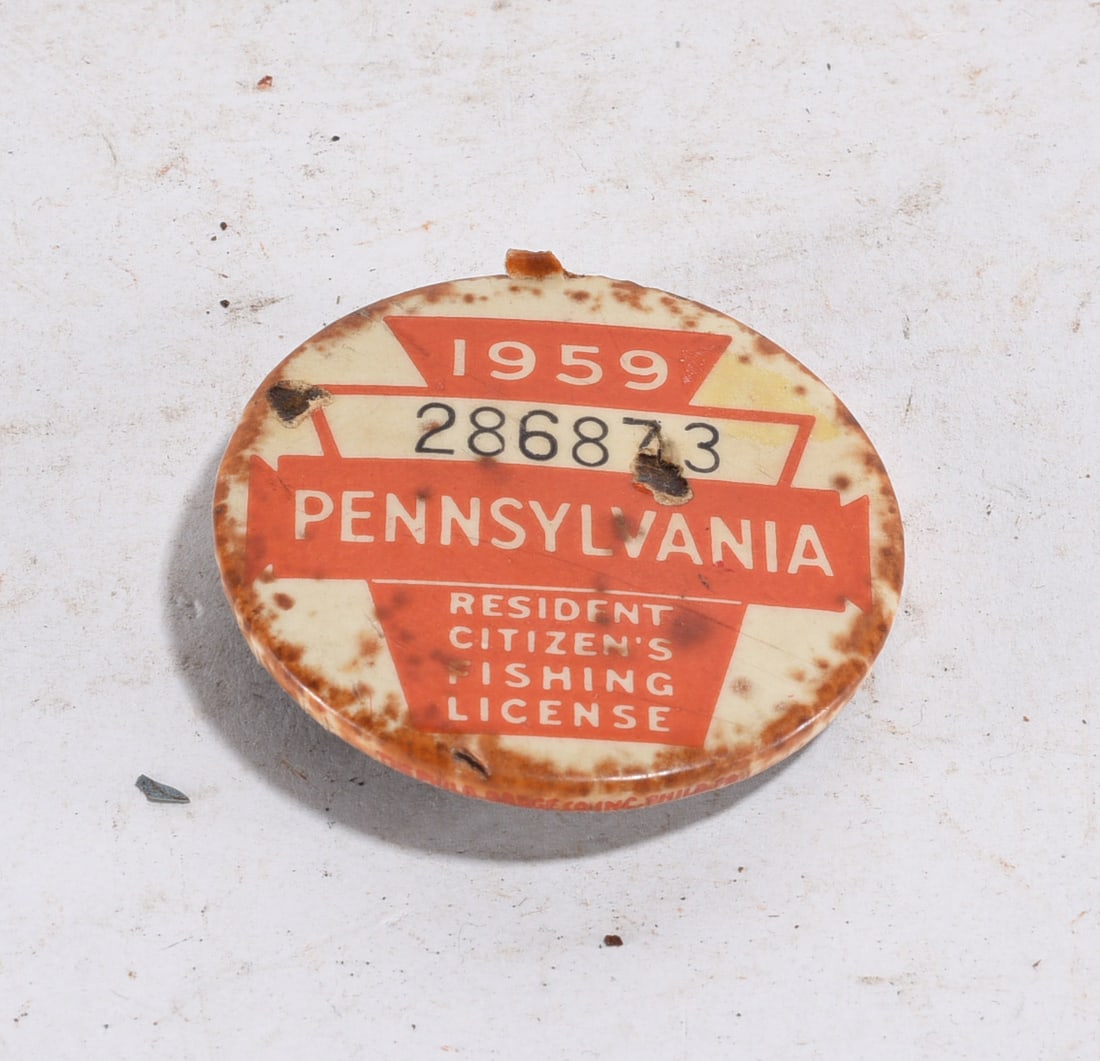 1959
286873
PENNSYLVANIA
RESIDENT
CITIZEN'S
FISHING
LICENSE